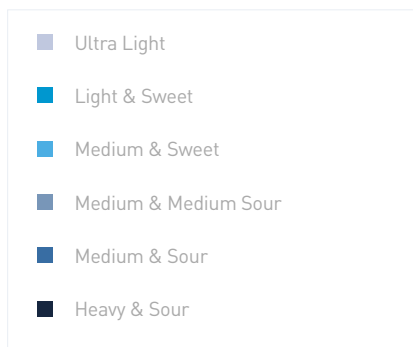 Ultra Light
Light & Sweet
Medium & Sweet
Medium & Medium Sour
Medium & Sour
Heavy & Sour